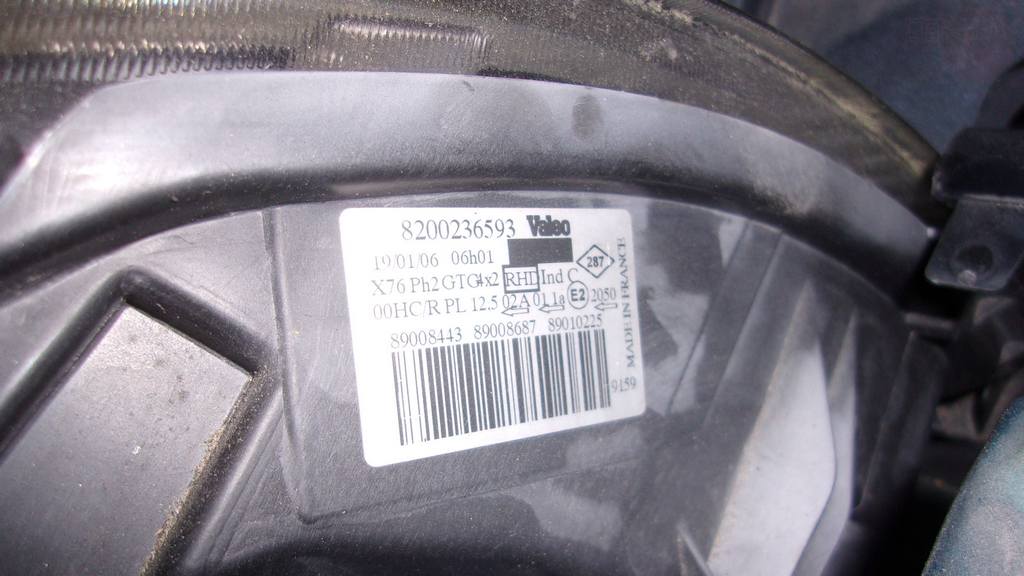 8200236593 Valeo
19/01/06 06h01
X76 Ph2 GTG4x2 RHD Ind C 287
00HC/R PL 12.5 02A 01 1a E2 2050
89008443 89008687 89010225
9159
MADE IN FRANCE